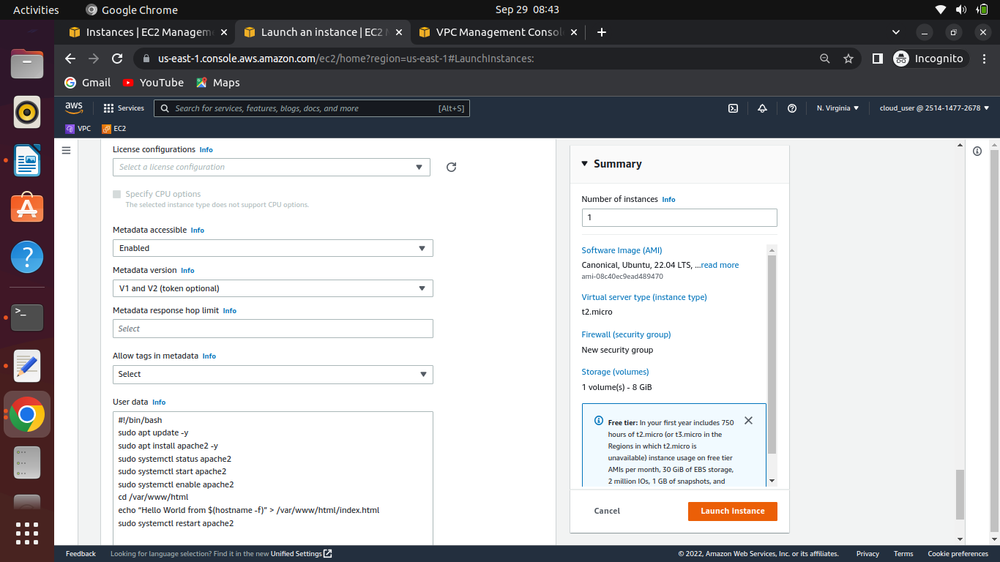 Activities
Google Chrome
Sep 29 08:43
Instances | EC2 Managem
Launch an instance | EC2 M
VPC Management Consol
us-east-1.console.aws.amazon.com/ec2/home?region=us-east-1#LaunchInstances:
Incognito
Gmail
YouTube
Maps
aws
Services
Search for services, features, blogs, docs, and more
[Alt+S]
N. Virginia
cloud_user @ 2514-1477-2678
VPC
EC2
License configurations Info
Select a license configuration
Specify CPU options
The selected instance type does not support CPU options.
Metadata accessible Info
Enabled
Metadata version Info
V1 and V2 (token optional)
Metadata response hop limit Info
Select
Allow tags in metadata Info
Select
User data Info
#!/bin/bash
sudo apt update -y
sudo apt install apache2 -y
sudo systemctl status apache2
sudo systemctl start apache2
sudo systemctl enable apache2
cd /var/www/html
echo “Hello World from $(hostname -f)” > /var/www/html/index.html
sudo systemctl restart apache2
Summary
Number of instances Info
1
Software Image (AMI)
Canonical, Ubuntu, 22.04 LTS, ...read more
ami-08c40ec9ead489470
Virtual server type (instance type)
t2.micro
Firewall (security group)
New security group
Storage (volumes)
1 volume(s) - 8 GiB
Free tier: In your first year includes 750
hours of t2.micro (or t3.micro in the
Regions in which t2.micro is
unavailable) instance usage on free tier
AMIs per month, 30 GiB of EBS storage,
2 million IOs, 1 GB of snapshots, and
Cancel
Launch Instance
Feedback
Looking for language selection? Find it in the new Unified Settings
© 2022, Amazon Web Services, Inc. or its affiliates.
Privacy
Terms
Cookie preferences